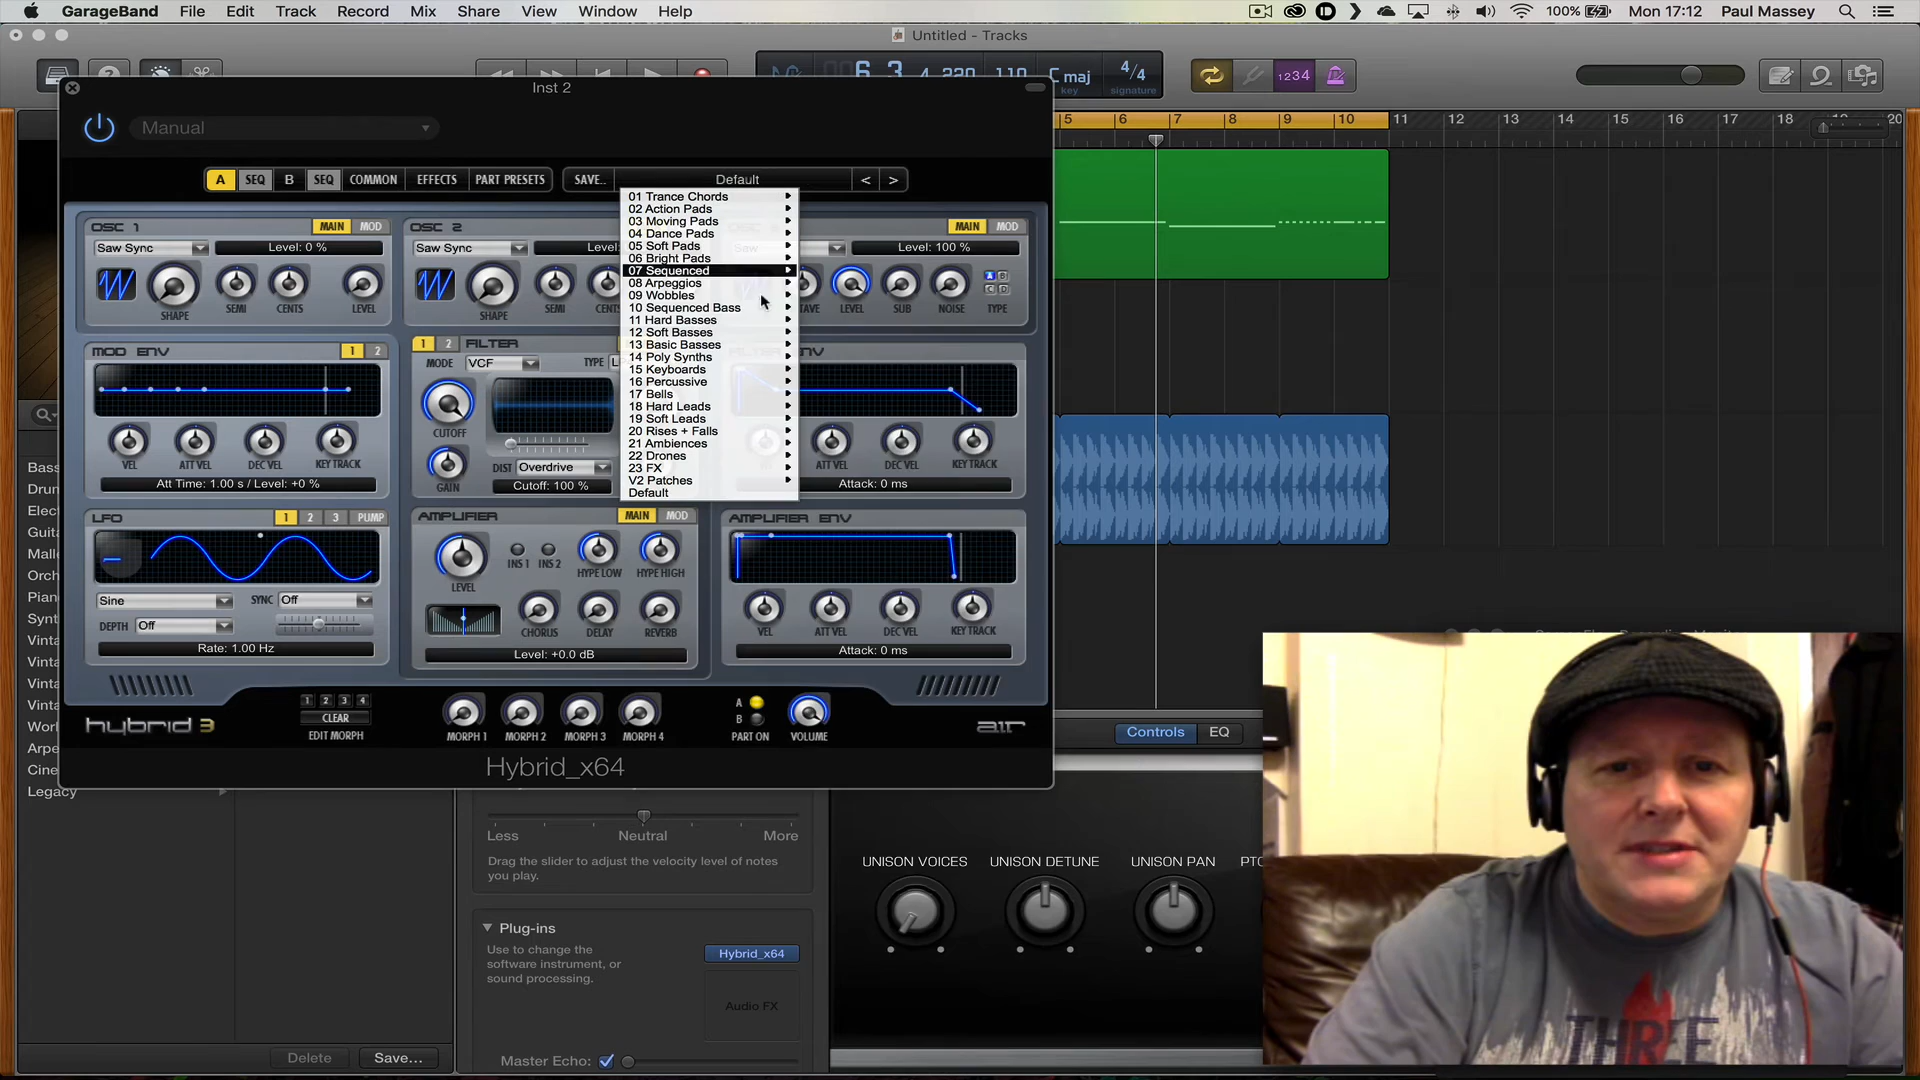 GarageBand File Edit Track Record Mix Share View Window Help 100% Mon 17:12 Paul Massey
Untitled - Tracks
6 3 4 220 110 C maj 4/4
key signature
1234
Inst 2
Manual
5 6 7 8 9 10 11 12 13 14 15 16 17 18 19 20
A SEQ B SEQ COMMON EFFECTS PART PRESETS SAVE... Default < >
01 Trance Chords
02 Action Pads
03 Moving Pads
04 Dance Pads
05 Soft Pads
06 Bright Pads
07 Sequenced
08 Arpeggios
09 Wobbles
10 Sequenced Bass
11 Hard Basses
12 Soft Basses
13 Basic Basses
14 Poly Synths
15 Keyboards
16 Percussive
17 Bells
18 Hard Leads
19 Soft Leads
20 Rises + Falls
21 Ambiences
22 Drones
23 FX
V2 Patches
Default
OSC 1 MAIN MOD
Saw Sync Level: 0 %
SHAPE SEMI CENTS LEVEL
OSC 2
Saw Sync
SHAPE SEMI
MAIN MOD
Level: 100 %
LEVEL SUB NOISE TYPE
A B
C D
MOD ENV 1 2
VEL ATT VEL DEC VEL KEY TRACK
Att Time: 1.00 s / Level: +0 %
1 2 FILTER
MODE VCF TYPE
CUTOFF
GAIN
DIST Overdrive
Cutoff: 100 %
ATT VEL DEC VEL KEY TRACK
Attack: 0 ms
LFO 1 2 3 PUMP
Sine SYNC Off
DEPTH Off
Rate: 1.00 Hz
AMPLIFIER MAIN MOD
LEVEL INS 1 INS 2 HYPE LOW HYPE HIGH
CHORUS DELAY REVERB
Level: +0.0 dB
AMPLIFIER ENV
VEL ATT VEL DEC VEL KEY TRACK
Attack: 0 ms
hybrid 3
1 2 3 4
CLEAR
EDIT MORPH
MORPH 1 MORPH 2 MORPH 3 MORPH 4
A
B
PART ON VOLUME
air
Hybrid_x64
Legacy
Controls EQ
Less Neutral More
Drag the slider to adjust the velocity level of notes
you play.
Plug-ins
Use to change the
software instrument, or
sound processing.
Hybrid_x64
Audio FX
Master Echo:
Delete Save...
UNISON VOICES UNISON DETUNE UNISON PAN
THREE